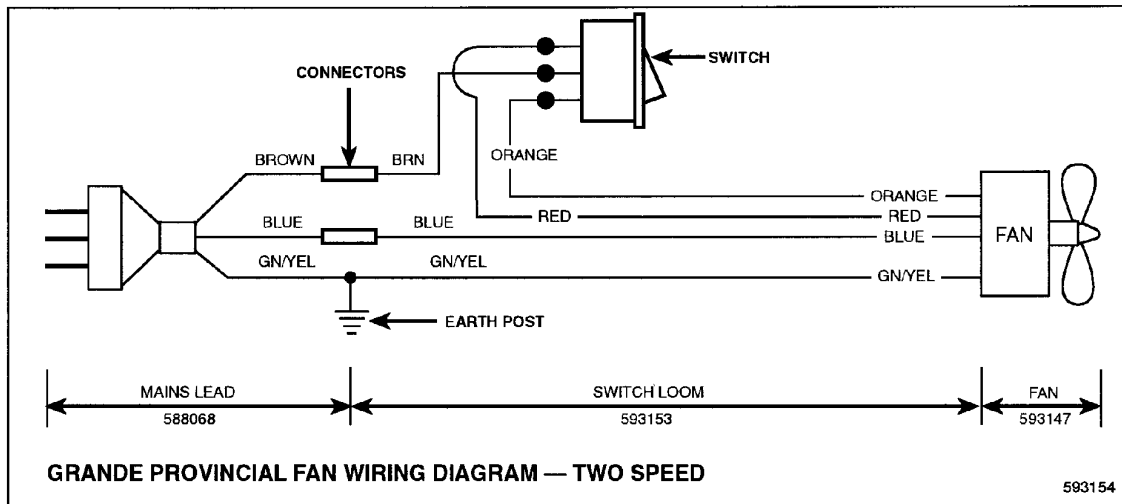 SWITCH
CONNECTORS
BROWN BRN
ORANGE
ORANGE
RED RED
BLUE BLUE BLUE
FAN
GN/YEL GN/YEL GN/YEL
EARTH POST
MAINS LEAD SWITCH LOOM FAN
588068 593153 593147
GRANDE PROVINCIAL FAN WIRING DIAGRAM — TWO SPEED
593154